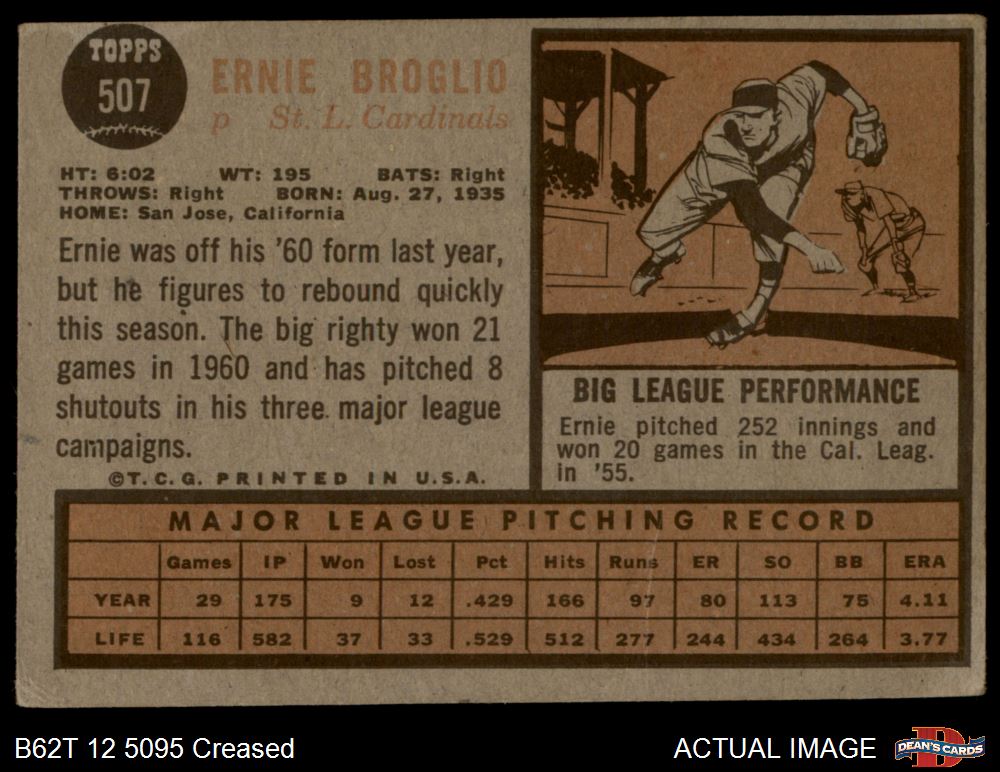 TOPPS
507
ERNIE BROGLIO
p St. L. Cardinals
HT: 6:02 WT: 195 BATS: Right
THROWS: Right BORN: Aug. 27, 1935
HOME: San Jose, California
Ernie was off his '60 form last year,
but he figures to rebound quickly
this season. The big righty won 21
games in 1960 and has pitched 8
shutouts in his three major league
campaigns.
©T.C.G. PRINTED IN U.S.A.
BIG LEAGUE PERFORMANCE
Ernie pitched 252 innings and
won 20 games in the Cal. Leag.
in '55.
MAJOR LEAGUE PITCHING RECORD
Games IP Won Lost Pct Hits Runs ER SO BB ERA
YEAR 29 175 9 12 .429 166 97 80 113 75 4.11
LIFE 116 582 37 33 .529 512 277 244 434 264 3.77
B62T 12 5095 Creased
ACTUAL IMAGE
DEAN'S CARDS